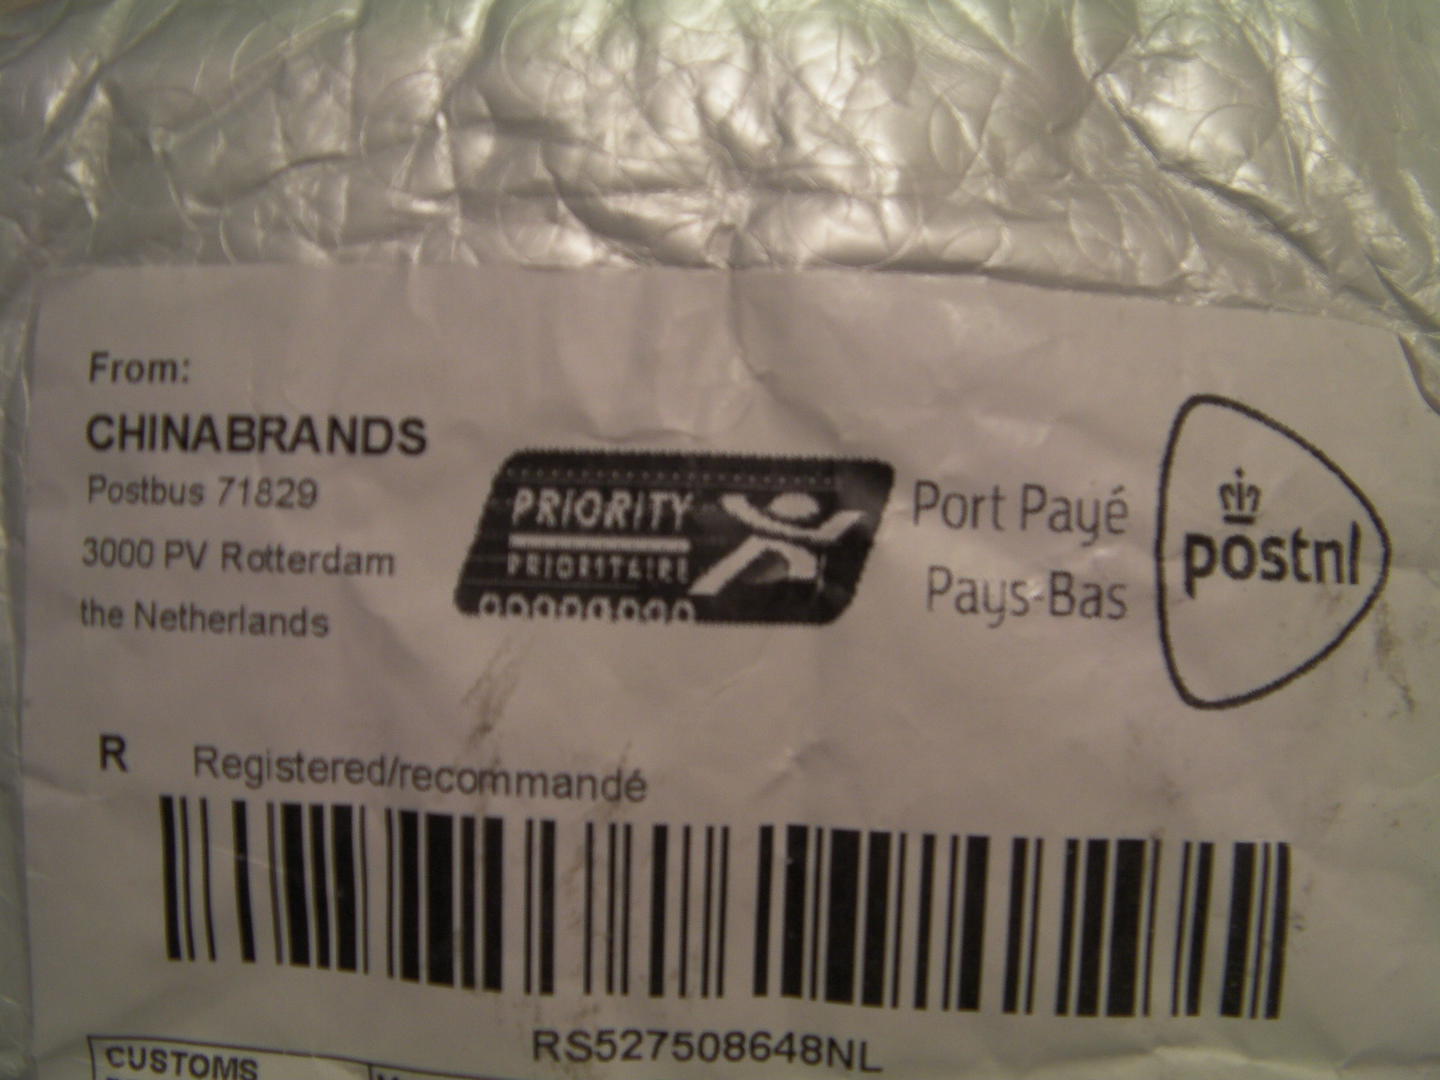 From:
CHINABRANDS
Postbus 71829
3000 PV Rotterdam
the Netherlands
PRIORITY
PRIORITAIRE
Port Payé
Pays-Bas
postnl
R Registered/recommandé
RS527508648NL
CUSTOMS